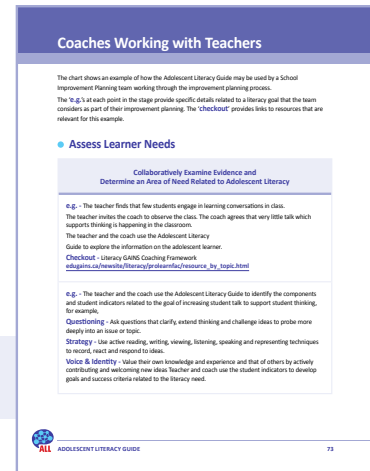 Coaches Working with Teachers
The chart shows an example of how the Adolescent Literacy Guide may be used by a School
Improvement Planning team working through the improvement planning process.
The 'e.g.'s at each point in the stage provide specific details related to a literacy goal that the team
considers as part of their improvement planning. The 'checkout' provides links to resources that are
relevant for this example.
Assess Learner Needs
Collaboratively Examine Evidence and
Determine an Area of Need Related to Adolescent Literacy
e.g. - The teacher finds that few students engage in learning conversations in class.
The teacher invites the coach to observe the class. The coach agrees that very little talk which
supports thinking is happening in the classroom.
The teacher and the coach use the Adolescent Literacy
Guide to explore the information on the adolescent learner.
Checkout - Literacy GAINS Coaching Framework
edugains.ca/newsite/literacy/prolearnfac/resource_by_topic.html
e.g. - The teacher and the coach use the Adolescent Literacy Guide to identify the components
and student indicators related to the goal of increasing student talk to support student thinking,
for example,
Questioning - Ask questions that clarify, extend thinking and challenge ideas to probe more
deeply into an issue or topic.
Strategy - Use active reading, writing, viewing, listening, speaking and representing techniques
to record, react and respond to ideas.
Voice & Identity - Value their own knowledge and experience and that of others by actively
contributing and welcoming new ideas Teacher and coach use the student indicators to develop
goals and success criteria related to the literacy need.
ALL
ADOLESCENT LITERACY GUIDE
73